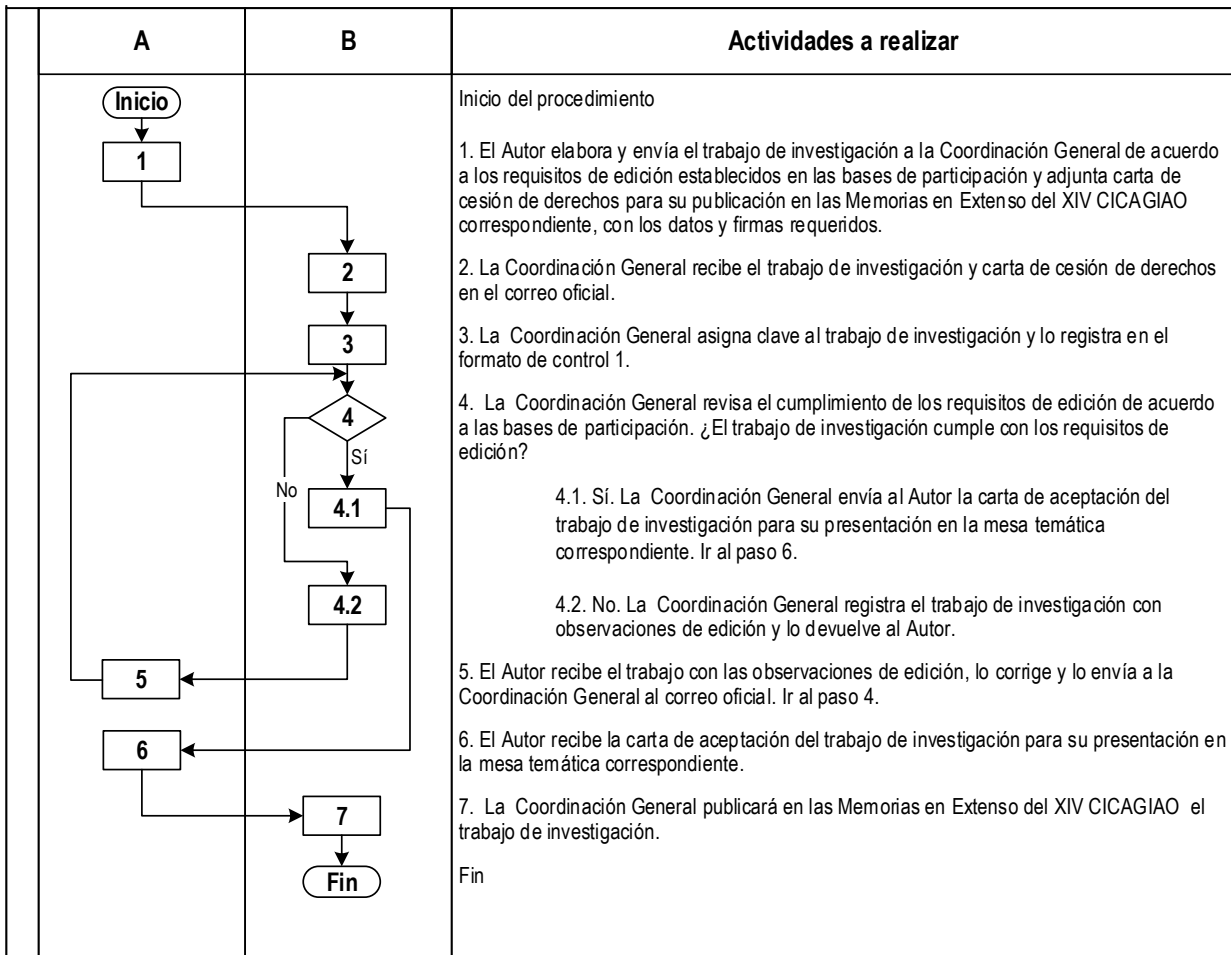 A
B
Actividades a realizar
Inicio
Inicio del procedimiento
1
1. El Autor elabora y envía el trabajo de investigación a la Coordinación General de acuerdo
a los requisitos de edición establecidos en las bases de participación y adjunta carta de
cesión de derechos para su publicación en las Memorias en Extenso del XIV CICAGIAO
correspondiente, con los datos y firmas requeridos.
2
2. La Coordinación General recibe el trabajo de investigación y carta de cesión de derechos
en el correo oficial.
3
3. La Coordinación General asigna clave al trabajo de investigación y lo registra en el
formato de control 1.
4
4. La Coordinación General revisa el cumplimiento de los requisitos de edición de acuerdo
a las bases de participación. ¿El trabajo de investigación cumple con los requisitos de
edición?
Sí
No
4.1
4.1. Sí. La Coordinación General envía al Autor la carta de aceptación del
trabajo de investigación para su presentación en la mesa temática
correspondiente. Ir al paso 6.
4.2
4.2. No. La Coordinación General registra el trabajo de investigación con
observaciones de edición y lo devuelve al Autor.
5
5. El Autor recibe el trabajo con las observaciones de edición, lo corrige y lo envía a la
Coordinación General al correo oficial. Ir al paso 4.
6
6. El Autor recibe la carta de aceptación del trabajo de investigación para su presentación en
la mesa temática correspondiente.
7
7. La Coordinación General publicará en las Memorias en Extenso del XIV CICAGIAO el
trabajo de investigación.
Fin
Fin